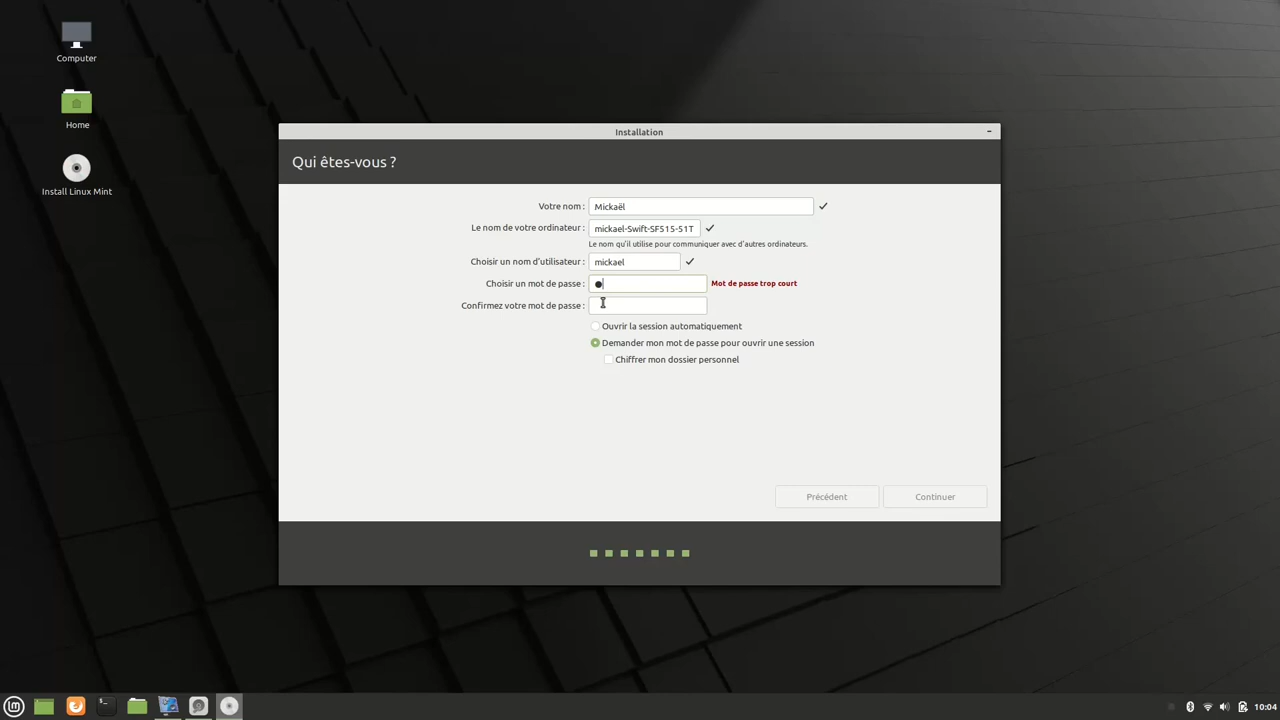 Computer
Home
Install Linux Mint
Installation
Qui êtes-vous ?
Votre nom : Mickaël
Le nom de votre ordinateur : mickael-Swift-SF515-51T
Le nom qu'il utilise pour communiquer avec d'autres ordinateurs.
Choisir un nom d'utilisateur : mickael
Choisir un mot de passe : ● Mot de passe trop court
Confirmez votre mot de passe :
Ouvrir la session automatiquement
Demander mon mot de passe pour ouvrir une session
Chiffrer mon dossier personnel
Précédent Continuer
10:04